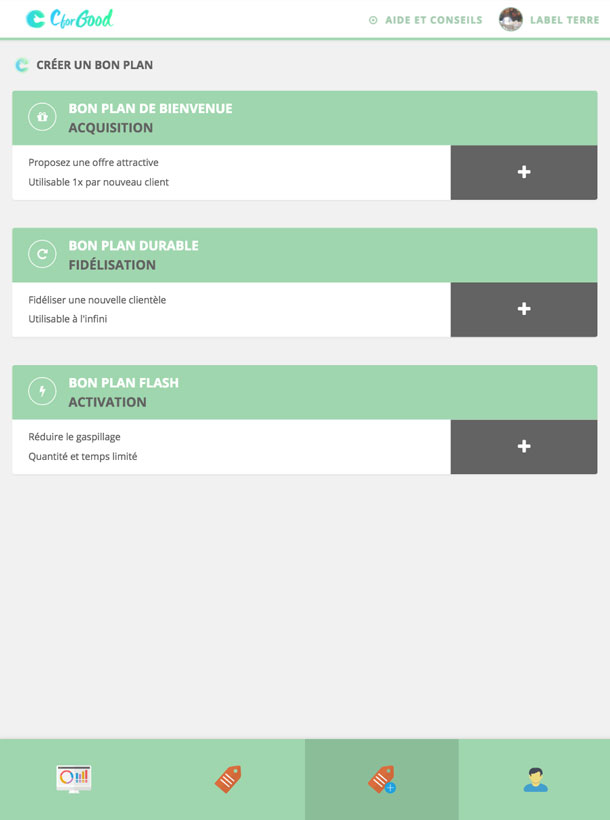 CforGood
AIDE ET CONSEILS
LABEL TERRE
CRÉER UN BON PLAN
BON PLAN DE BIENVENUE
ACQUISITION
Proposez une offre attractive
Utilisable 1x par nouveau client
BON PLAN DURABLE
FIDÉLISATION
Fidéliser une nouvelle clientèle
Utilisable à l'infini
BON PLAN FLASH
ACTIVATION
Réduire le gaspillage
Quantité et temps limité